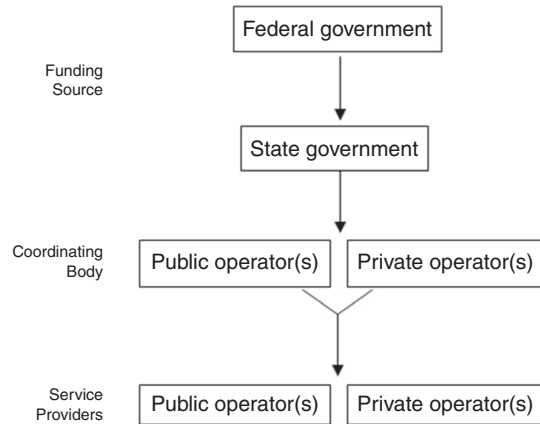 Federal government
Funding
Source
State government
Coordinating
Body
Public operator(s)
Private operator(s)
Service
Providers
Public operator(s)
Private operator(s)